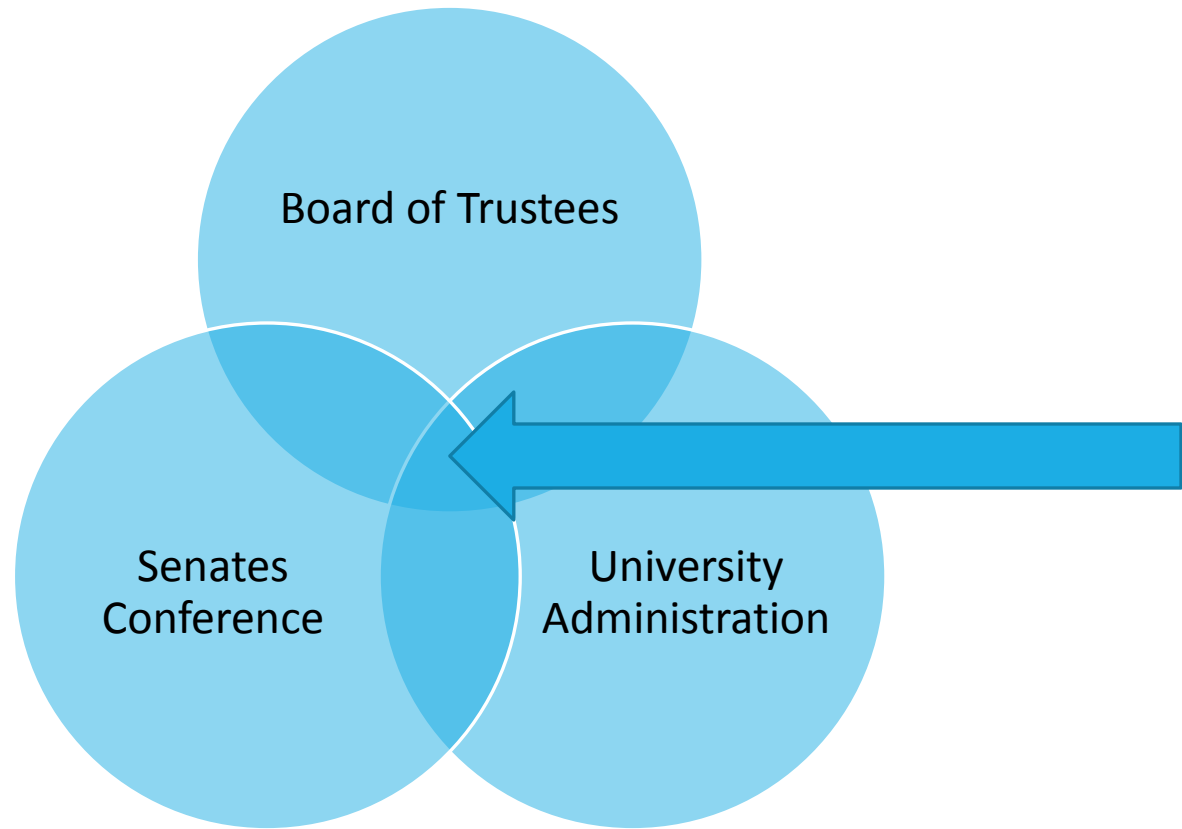 Board of Trustees
Senates
Conference
University
Administration